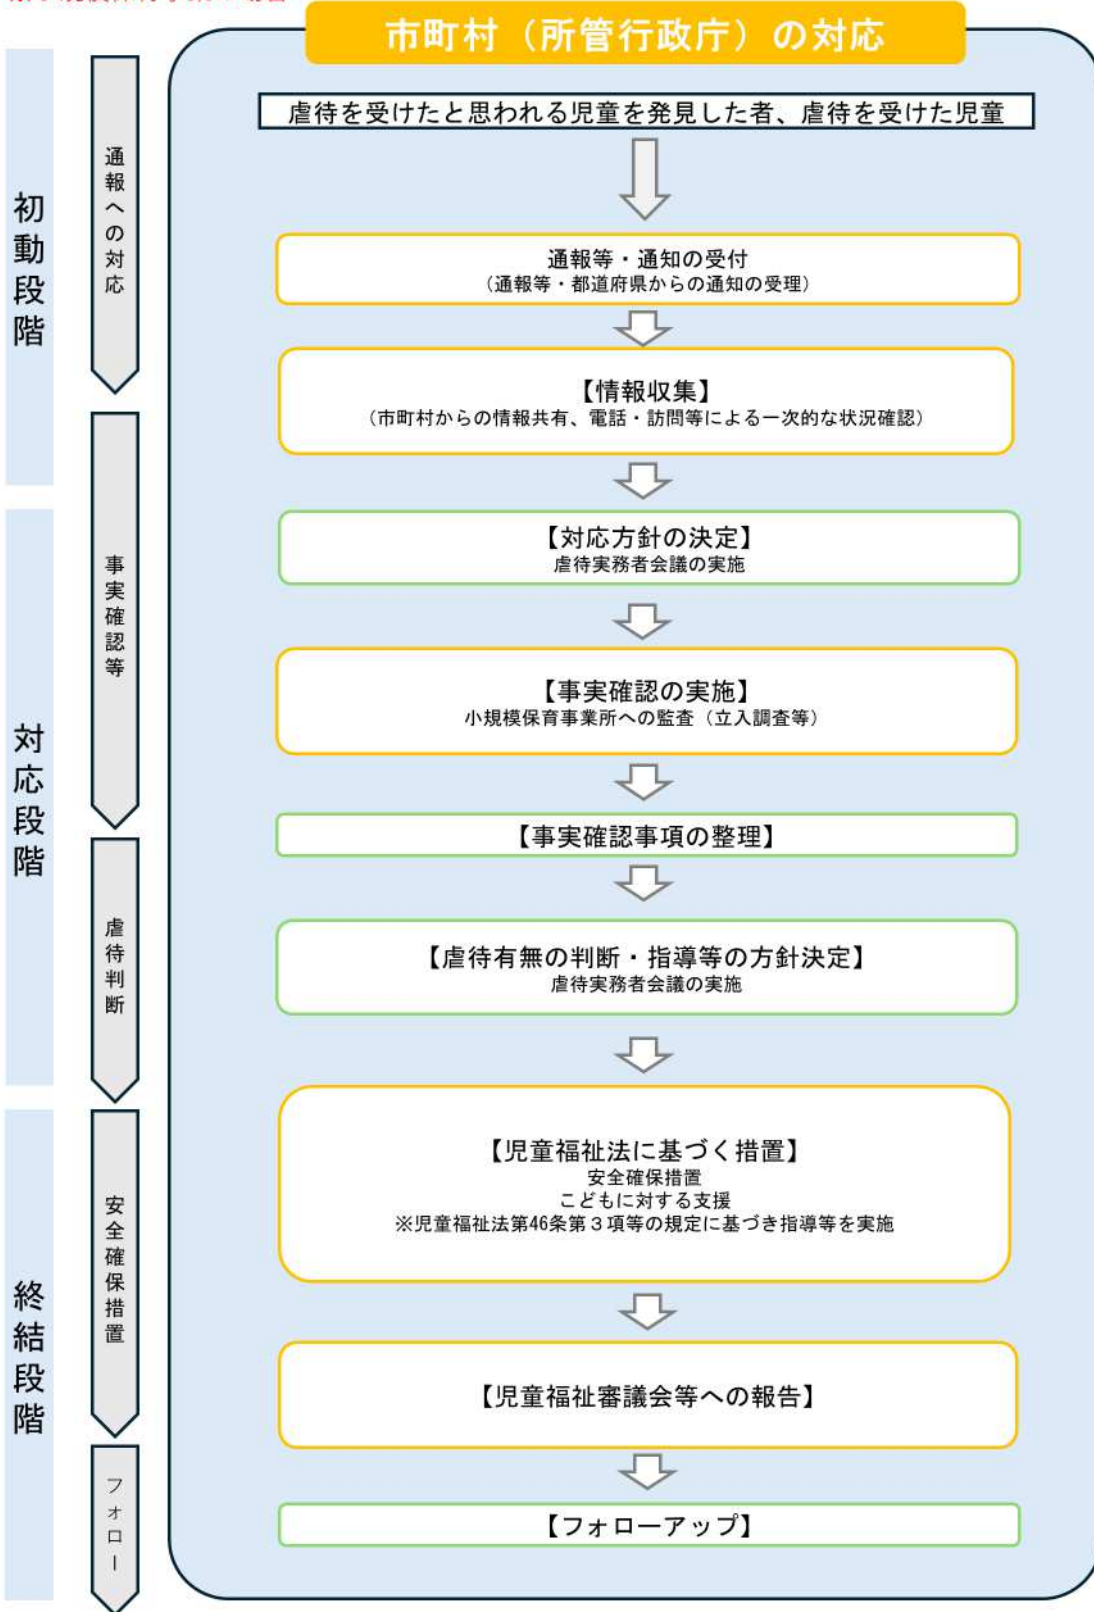 市町村（所管行政庁）の対応
虐待を受けたと思われる児童を発見した者、虐待を受けた児童
初動段階
通報への対応
通報等・通知の受付
（通報等・都道府県からの通知の受理）
【情報収集】
（市町村からの情報共有、電話・訪問等による一次的な状況確認）
対応段階
事実確認等
【対応方針の決定】
虐待実務者会議の実施
【事実確認の実施】
小規模保育事業所への監査（立入調査等）
【事実確認事項の整理】
虐待判断
【虐待有無の判断・指導等の方針決定】
虐待実務者会議の実施
終結段階
安全確保措置
【児童福祉法に基づく措置】
安全確保措置
こどもに対する支援
※児童福祉法第46条第３項等の規定に基づき指導等を実施
【児童福祉審議会等への報告】
フォロー
【フォローアップ】